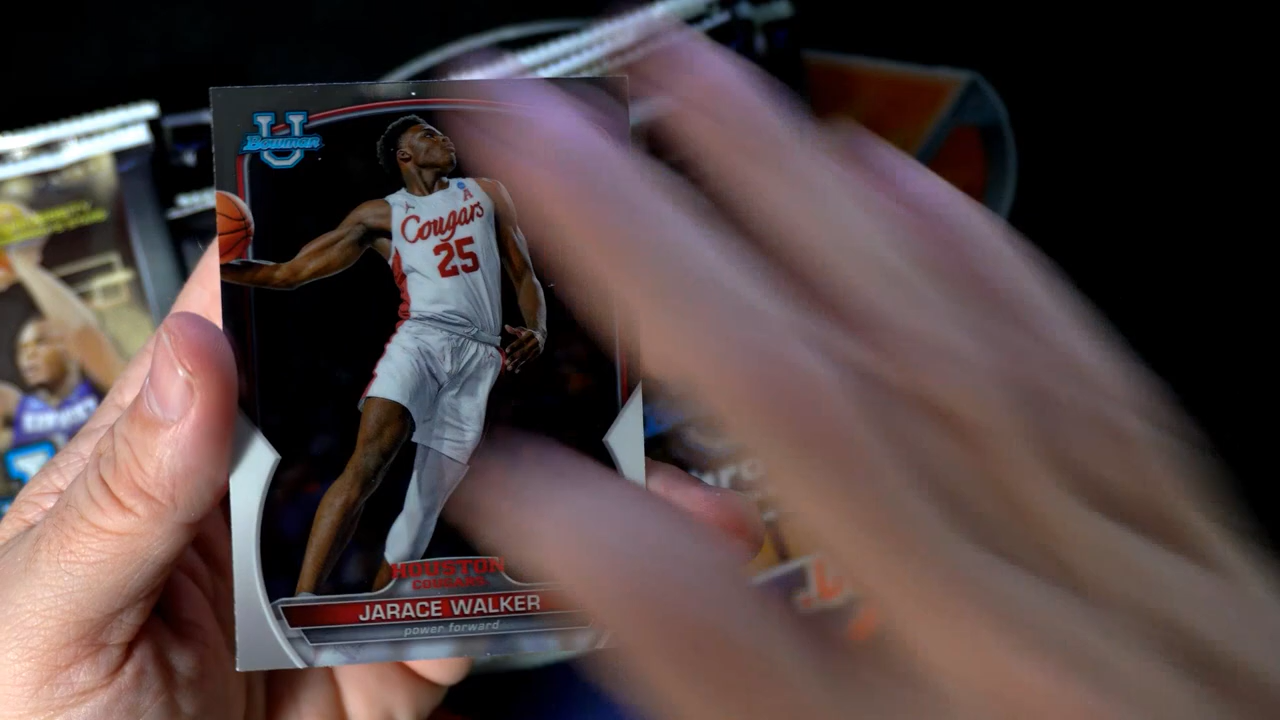 U
Bowman
A
Cougars
25
HOUSTON
COUGARS
JARACE WALKER
power forward